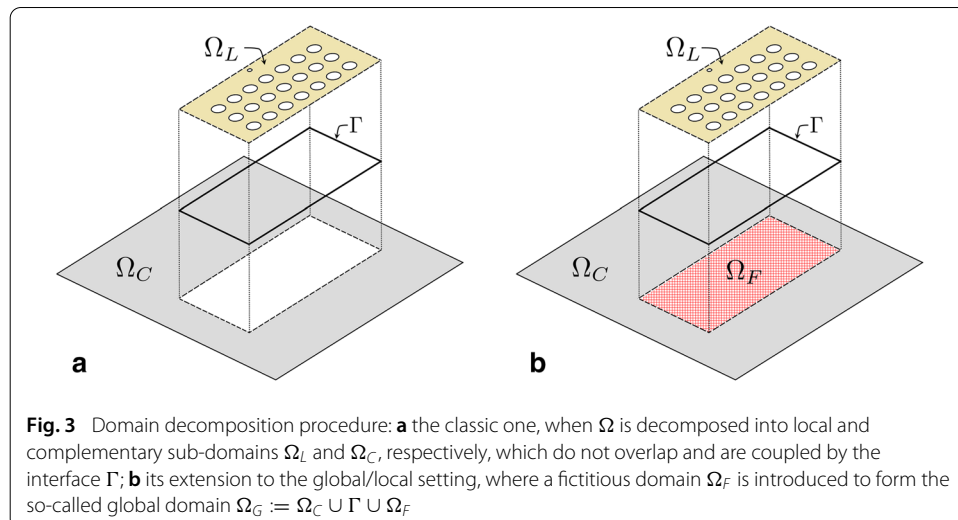 Ω_L
Γ
Ω_C
a
Ω_L
Γ
Ω_C
Ω_F
b
Fig. 3 Domain decomposition procedure: a the classic one, when Ω is decomposed into local and
complementary sub-domains Ω_L and Ω_C, respectively, which do not overlap and are coupled by the
interface Γ; b its extension to the global/local setting, where a fictitious domain Ω_F is introduced to form the
so-called global domain Ω_G := Ω_C ∪ Γ ∪ Ω_F